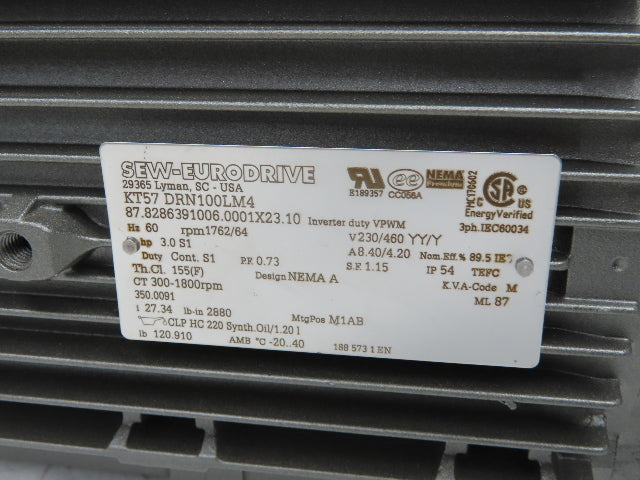 SEW-EURODRIVE
29365 Lyman, SC - USA
KT57 DRN100LM4
87.8286391006.0001X23.10 Inverter duty VPWM
E189357 CC056A
NEMA
Premium
MC170602
EnergyVerified
3ph.IEC60034
Hz 60 rpm1762/64 V 230/460 YY/Y
hp 3.0 S1 A 8.40/4.20 Nom.Eff.% 89.5 IE3
Duty Cont. S1 P.F. 0.73 S.F. 1.15 IP 54 TEFC
Th.Cl. 155(F) Design NEMA A K.V.A-Code M
CT 300-1800rpm ML 87
350.0091
i 27.34 lb-in 2880 MtgPos M1AB
CLP HC 220 Synth.Oil/1.20 l
lb 120.910 AMB °C -20..40 188 573 1 EN